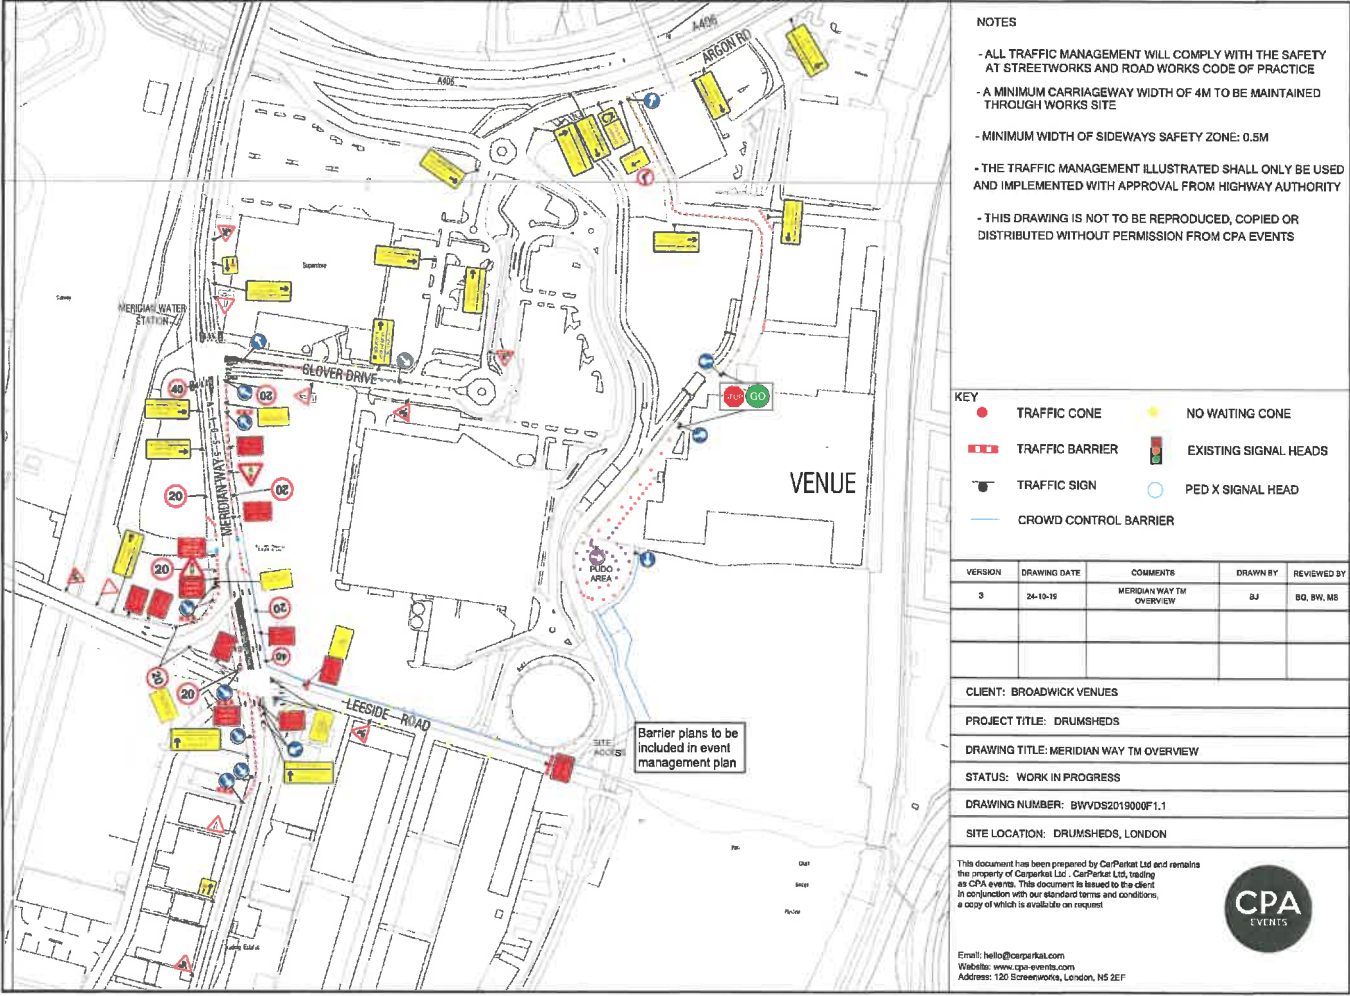 A406
ARGON RD
A406
Superstore
MERIDIAN WATER
STATION
GLOVER DRIVE
40
20
STOP
GO
MERIDIAN WAY
20
20
VENUE
20
PUDO
AREA
20
40
20
20
LEESIDE ROAD
SITE
ACCESS
Barrier plans to be
included in event
management plan
NOTES
- ALL TRAFFIC MANAGEMENT WILL COMPLY WITH THE SAFETY
AT STREETWORKS AND ROAD WORKS CODE OF PRACTICE
- A MINIMUM CARRIAGEWAY WIDTH OF 4M TO BE MAINTAINED
THROUGH WORKS SITE
- MINIMUM WIDTH OF SIDEWAYS SAFETY ZONE: 0.5M
- THE TRAFFIC MANAGEMENT ILLUSTRATED SHALL ONLY BE USED
AND IMPLEMENTED WITH APPROVAL FROM HIGHWAY AUTHORITY
- THIS DRAWING IS NOT TO BE REPRODUCED, COPIED OR
DISTRIBUTED WITHOUT PERMISSION FROM CPA EVENTS
KEY
TRAFFIC CONE
NO WAITING CONE
TRAFFIC BARRIER
EXISTING SIGNAL HEADS
TRAFFIC SIGN
PED X SIGNAL HEAD
CROWD CONTROL BARRIER
VERSION DRAWING DATE COMMENTS DRAWN BY REVIEWED BY
3 24-10-19 MERIDIAN WAY TM OVERVIEW BJ BG, BW, MS
CLIENT: BROADWICK VENUES
PROJECT TITLE: DRUMSHEDS
DRAWING TITLE: MERIDIAN WAY TM OVERVIEW
STATUS: WORK IN PROGRESS
DRAWING NUMBER: BWVDS2019000F1.1
SITE LOCATION: DRUMSHEDS, LONDON
This document has been prepared by CarParkat Ltd and remains
the property of Carparkat Ltd . CarParkat Ltd, trading
as CPA events. This document is issued to the client
in conjunction with our standard terms and conditions,
a copy of which is available on request
CPA
EVENTS
Email: hello@carparkat.com
Website: www.cpa-events.com
Address: 120 Screenworks, London, N5 2EF